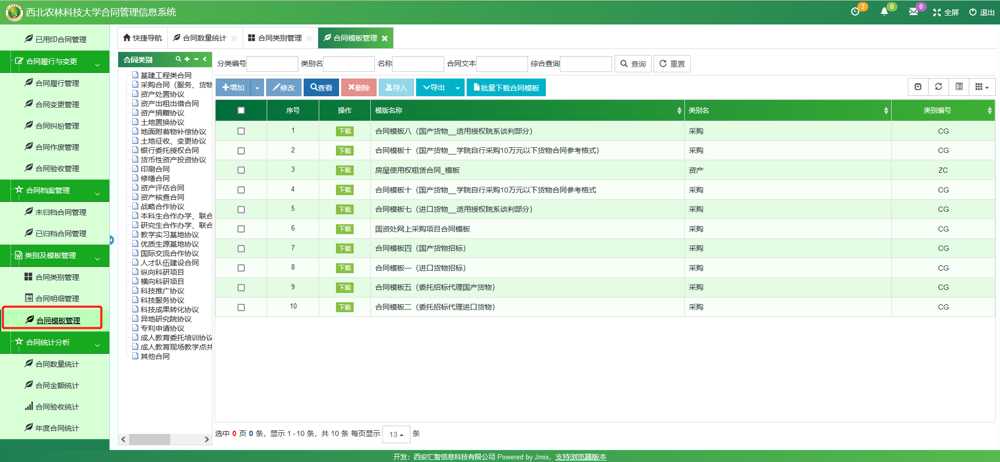 西北农林科技大学合同管理信息系统
3
0
0
全屏
退出
已用印合同管理
合同履行与变更
合同履行管理
合同变更管理
合同纠纷管理
合同作废管理
合同验收管理
合同档案管理
未归档合同管理
已归档合同管理
类别及模板管理
合同类别管理
合同明细管理
合同模板管理
合同统计分析
合同数量统计
合同金额统计
合同验收统计
年度合同统计
快捷导航
合同数量统计
合同类别管理
合同模板管理
合同类别
基建工程类合同
采购合同（服务、货物
资产处置协议
资产出租出借合同
资产捐赠协议
土地置换协议
地面附着物补偿协议
土地征收、变更协议
银行委托授权合同
货币性资产投资协议
印刷合同
修缮合同
资产评估合同
资产核查合同
战略合作协议
本科生合作办学、联合
研究生合作办学、联合
教学实习基地协议
优质生源基地协议
国际交流合作协议
人才队伍建设合同
纵向科研项目
横向科研项目
科技推广协议
科技服务协议
科技成果转化协议
异地研究院协议
专利申请协议
成人教育委托培训协议
成人教育现场教学点共
其他合同
分类编号 类别名 名称 合同文本 综合查询 查询 重置
增加 修改 查看 删除 导入 导出 批量下载合同模板
序号 操作 模版名称 类别名 类别编号
1 下载 合同模板八（国产货物__适用授权院系谈判部分） 采购 CG
2 下载 合同模板十（国产货物__学院自行采购10万元以下货物合同参考格式） 采购 CG
3 下载 房屋使用权租赁合同_模板 资产 ZC
4 下载 合同模板十（国产货物__学院自行采购10万元以下货物合同参考格式 采购 CG
5 下载 合同模板七（进口货物__适用授权院系谈判部分） 采购 CG
6 下载 国资处网上采购项目合同模板 采购 CG
7 下载 合同模板四（国产货物招标） 采购 CG
8 下载 合同模板一（进口货物招标） 采购 CG
9 下载 合同模板五（委托招标代理国产货物） 采购 CG
10 下载 合同模板二（委托招标代理进口货物） 采购 CG
选中 0 页 0 条，显示 1 - 10 条，共 10 条 每页显示 13 条
开发：西安汇智信息科技有限公司 Powered by Jmis，支持浏览器版本